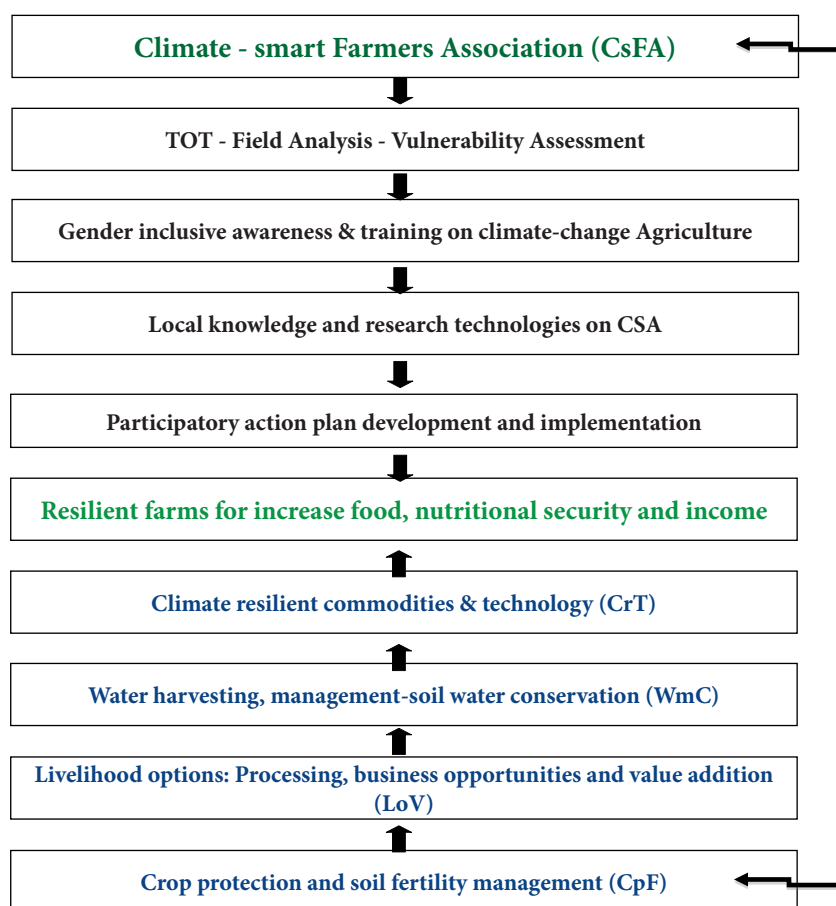 Climate - smart Farmers Association (CsFA)
TOT - Field Analysis - Vulnerability Assessment
Gender inclusive awareness & training on climate-change Agriculture
Local knowledge and research technologies on CSA
Participatory action plan development and implementation
Resilient farms for increase food, nutritional security and income
Climate resilient commodities & technology (CrT)
Water harvesting, management-soil water conservation (WmC)
Livelihood options: Processing, business opportunities and value addition
(LoV)
Crop protection and soil fertility management (CpF)